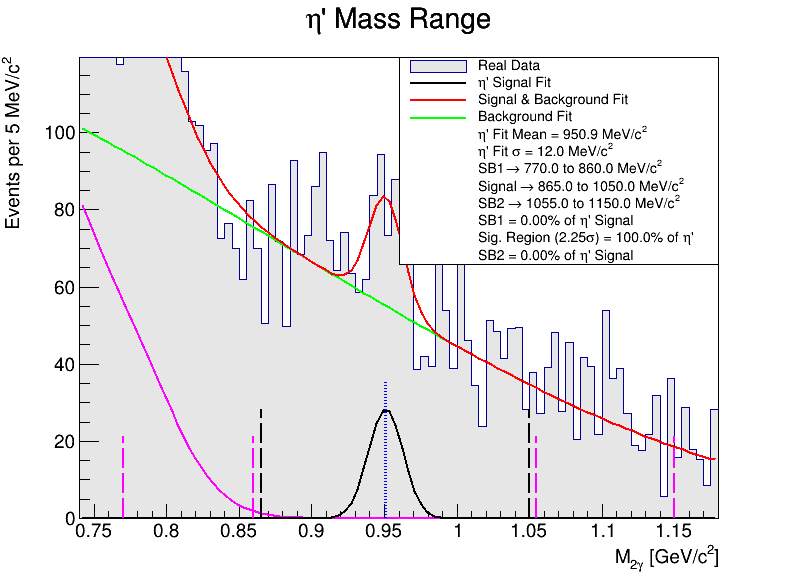 η' Mass Range
Events per 5 MeV/c²
Real Data
η' Signal Fit
Signal & Background Fit
Background Fit
η' Fit Mean = 950.9 MeV/c²
η' Fit σ = 12.0 MeV/c²
SB1 → 770.0 to 860.0 MeV/c²
Signal → 865.0 to 1050.0 MeV/c²
SB2 → 1055.0 to 1150.0 MeV/c²
SB1 = 0.00% of η' Signal
Sig. Region (2.25σ) = 100.0% of η'
SB2 = 0.00% of η' Signal
100
80
60
40
20
0
0.75 0.8 0.85 0.9 0.95 1 1.05 1.1 1.15
M₂γ [GeV/c²]